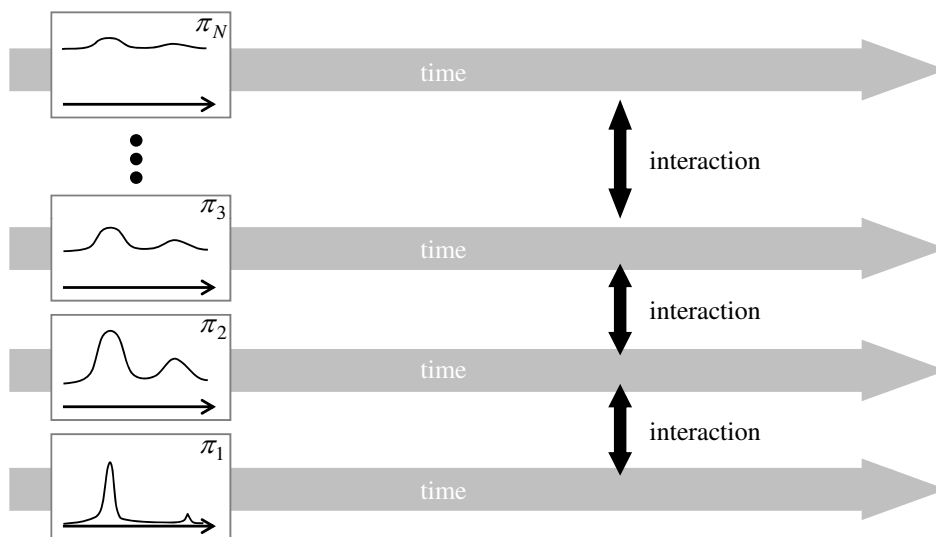 π_N
time
interaction
π_3
time
interaction
π_2
time
interaction
π_1
time